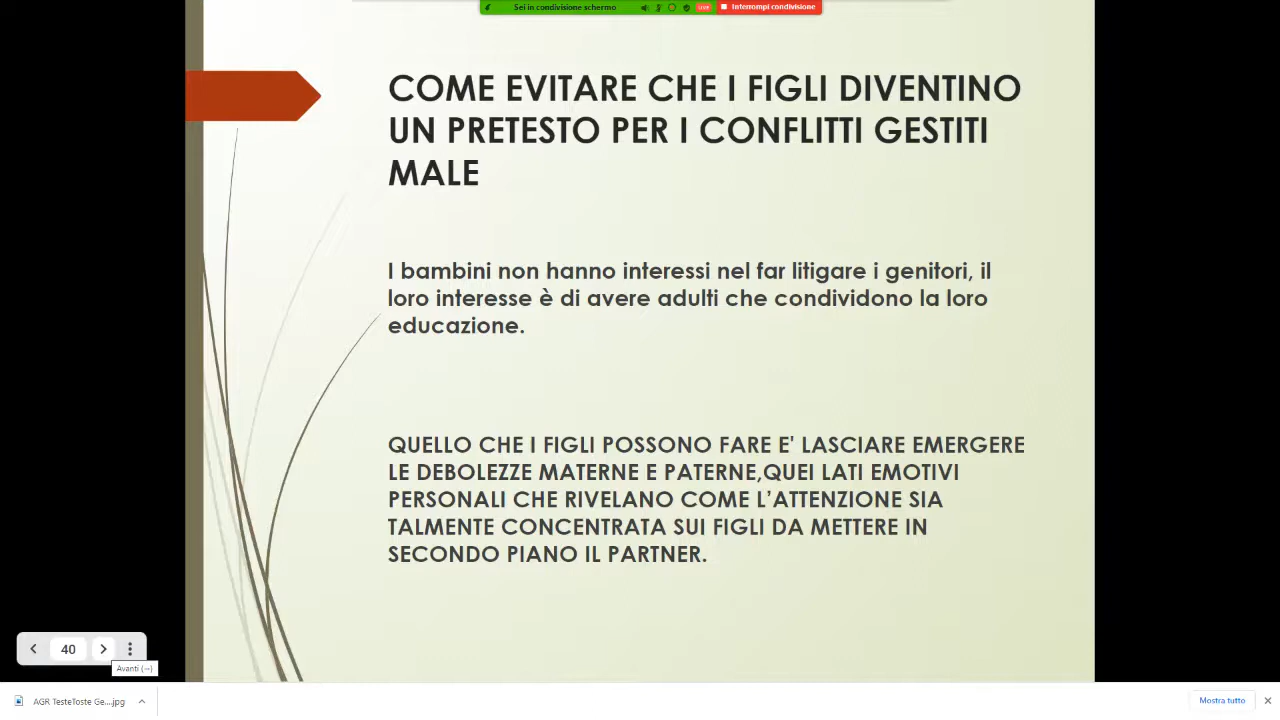 Sei in condivisione schermo
LIVE
Interrompi condivisione
COME EVITARE CHE I FIGLI DIVENTINO
UN PRETESTO PER I CONFLITTI GESTITI
MALE
I bambini non hanno interessi nel far litigare i genitori, il
loro interesse è di avere adulti che condividono la loro
educazione.
QUELLO CHE I FIGLI POSSONO FARE E' LASCIARE EMERGERE
LE DEBOLEZZE MATERNE E PATERNE,QUEI LATI EMOTIVI
PERSONALI CHE RIVELANO COME L’ATTENZIONE SIA
TALMENTE CONCENTRATA SUI FIGLI DA METTERE IN
SECONDO PIANO IL PARTNER.
40
Avanti (→)
AGR TesteToste Ge....jpg
Mostra tutto